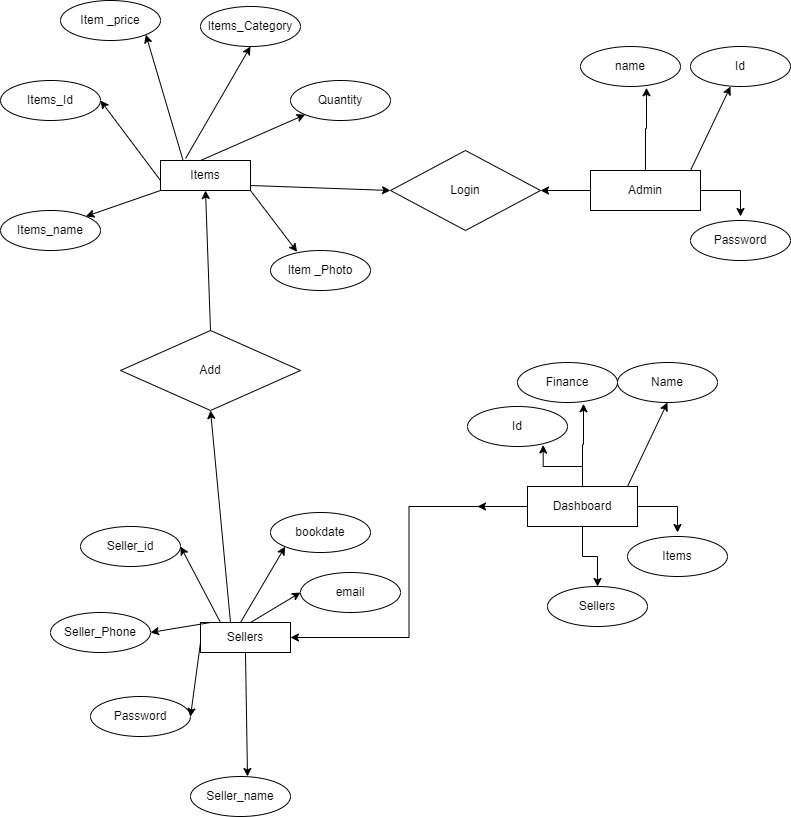 Item _price
Items_Category
name
Id
Items_Id
Quantity
Items
Login
Admin
Items_name
Password
Item _Photo
Add
Finance
Name
Id
Dashboard
bookdate
Seller_id
Items
email
Sellers
Seller_Phone
Sellers
Password
Seller_name